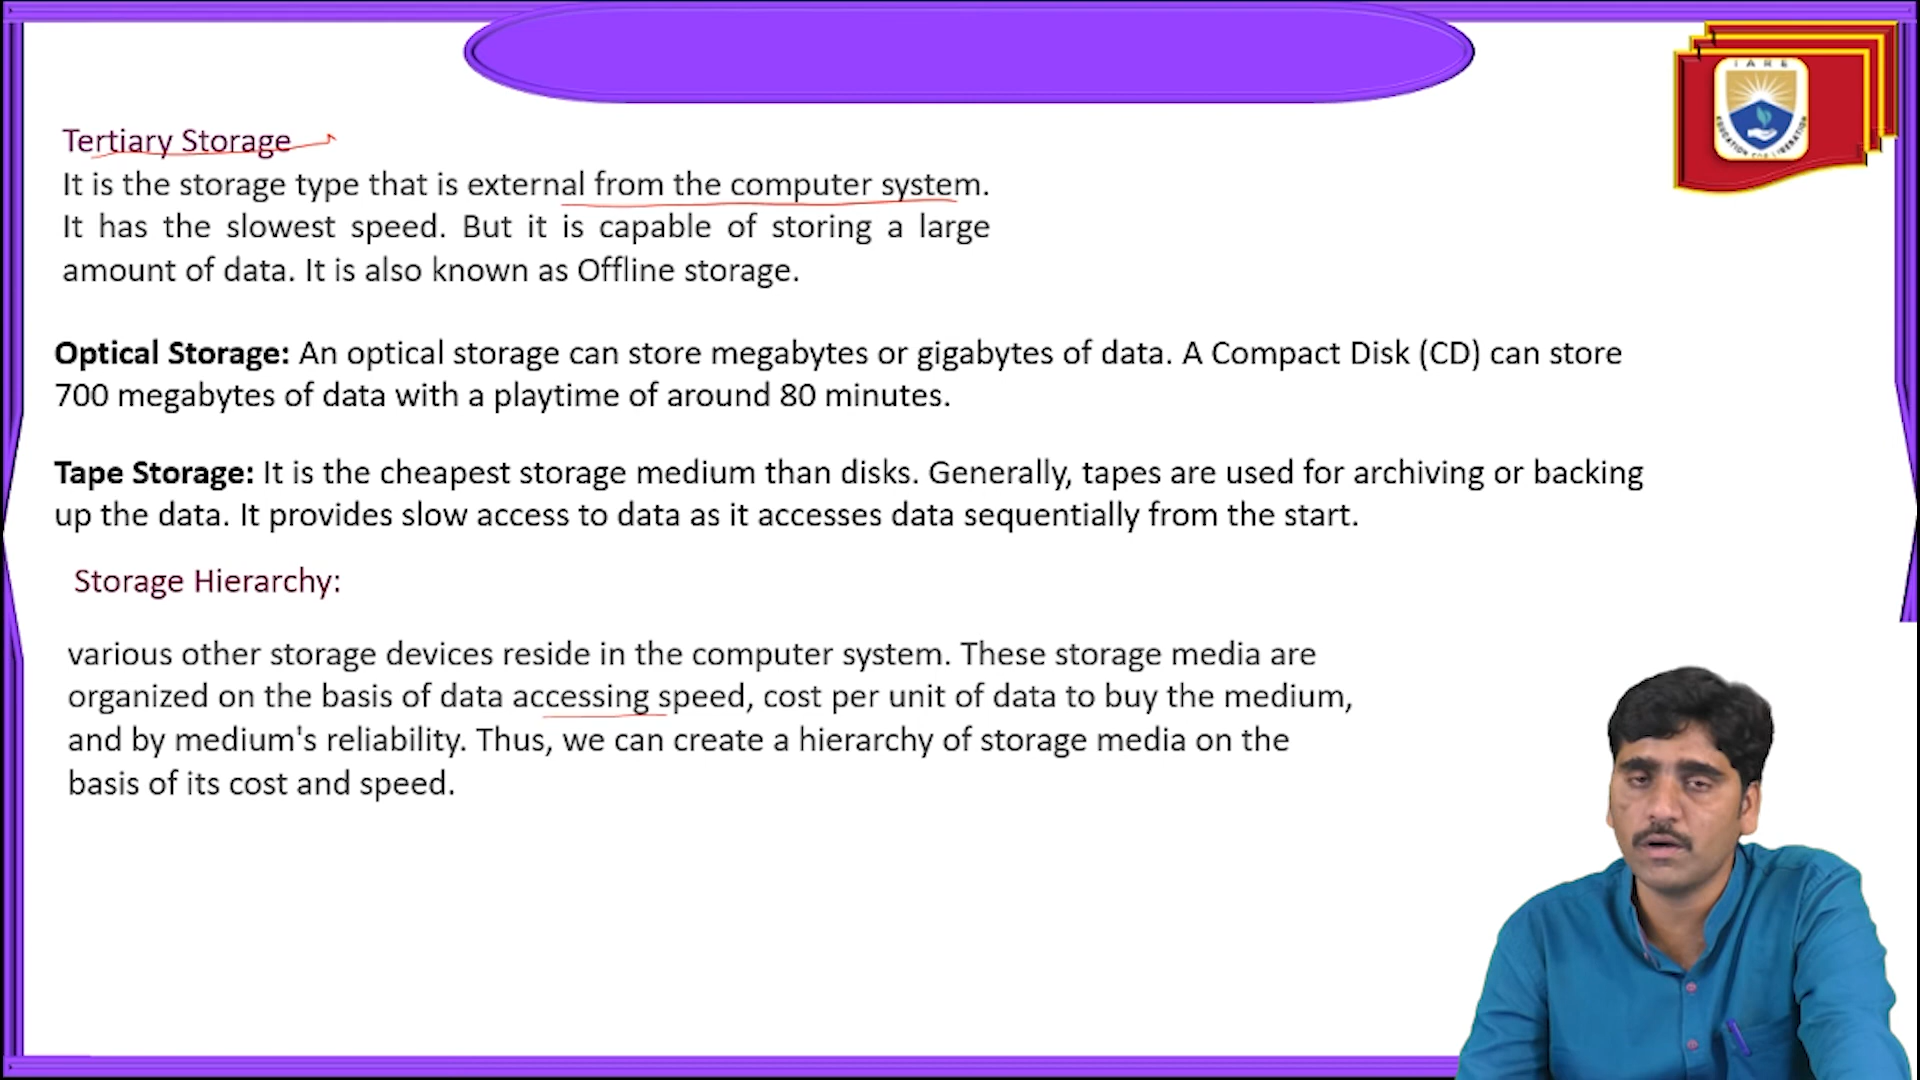 IARE
EDUCATION FOR LIBERATION
Tertiary Storage
It is the storage type that is external from the computer system.
It has the slowest speed. But it is capable of storing a large
amount of data. It is also known as Offline storage.
Optical Storage: An optical storage can store megabytes or gigabytes of data. A Compact Disk (CD) can store
700 megabytes of data with a playtime of around 80 minutes.
Tape Storage: It is the cheapest storage medium than disks. Generally, tapes are used for archiving or backing
up the data. It provides slow access to data as it accesses data sequentially from the start.
Storage Hierarchy:
various other storage devices reside in the computer system. These storage media are
organized on the basis of data accessing speed, cost per unit of data to buy the medium,
and by medium's reliability. Thus, we can create a hierarchy of storage media on the
basis of its cost and speed.